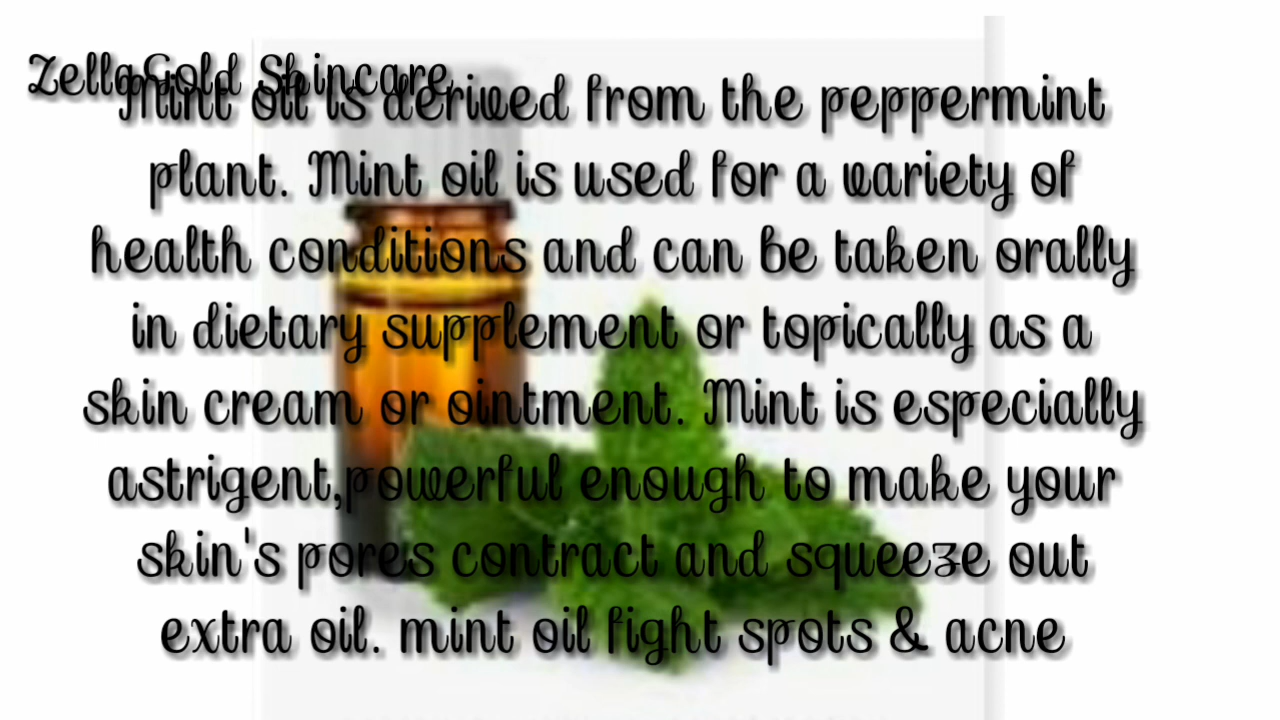 ZellaGold Skincare
Mint oil is derived from the peppermint
plant. Mint oil is used for a variety of
health conditions and can be taken orally
in dietary supplement or topically as a
skin cream or ointment. Mint is especially
astrigent,powerful enough to make your
skin's pores contract and squeeze out
extra oil. mint oil fight spots & acne